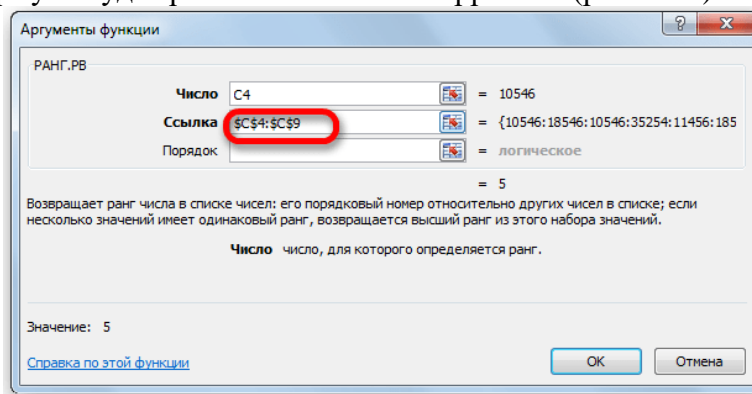 Аргументы функции
РАНГ.РВ
Число C4 = 10546
Ссылка $C$4:$C$9 = {10546:18546:10546:35254:11456:185
Порядок = логическое
= 5
Возвращает ранг числа в списке чисел: его порядковый номер относительно других чисел в списке; если
несколько значений имеет одинаковый ранг, возвращается высший ранг из этого набора значений.
Число число, для которого определяется ранг.
Значение: 5
Справка по этой функции
ОК Отмена